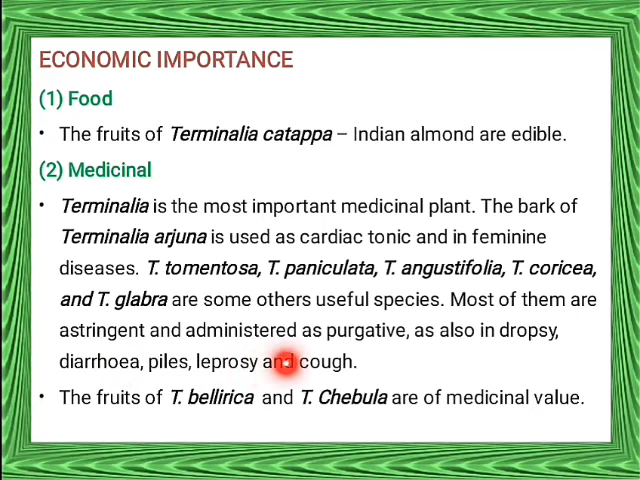 ECONOMIC IMPORTANCE
(1) Food
• The fruits of Terminalia catappa – Indian almond are edible.
(2) Medicinal
• Terminalia is the most important medicinal plant. The bark of
Terminalia arjuna is used as cardiac tonic and in feminine
diseases. T. tomentosa, T. paniculata, T. angustifolia, T. coricea,
and T. glabra are some others useful species. Most of them are
astringent and administered as purgative, as also in dropsy,
diarrhoea, piles, leprosy and cough.
• The fruits of T. bellirica and T. Chebula are of medicinal value.